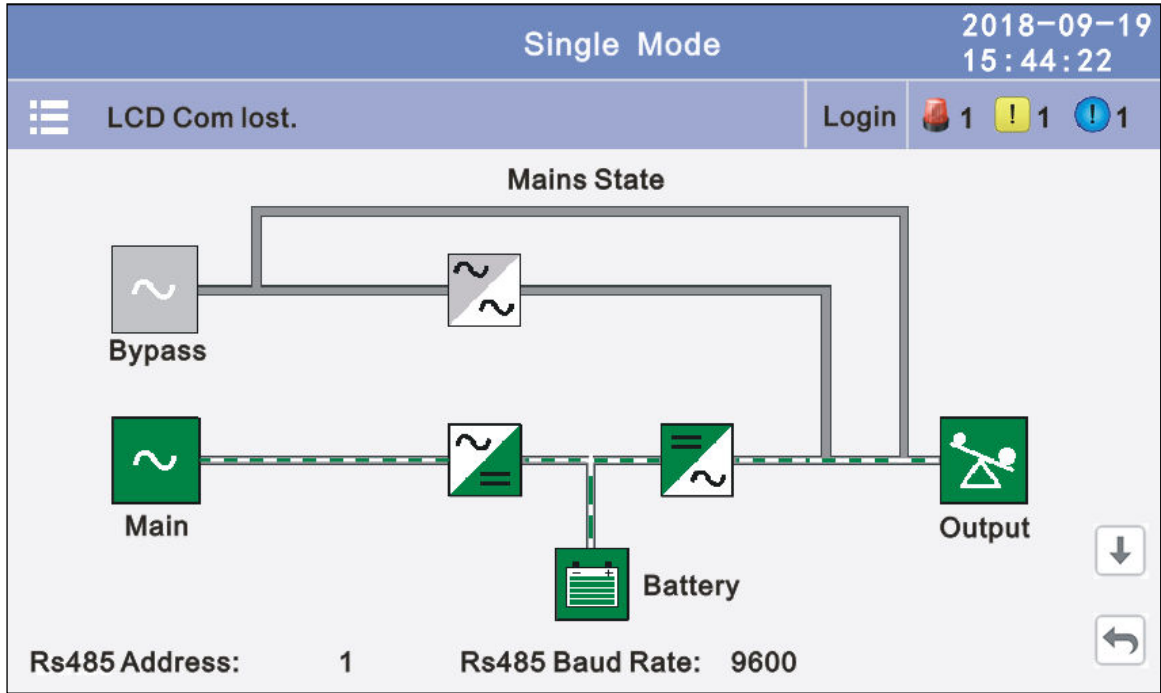 Single Mode
2018-09-19
15:44:22
LCD Com lost.
Login
1
! 1
! 1
Mains State
Bypass
Main
Output
Battery
Rs485 Address: 1
Rs485 Baud Rate: 9600